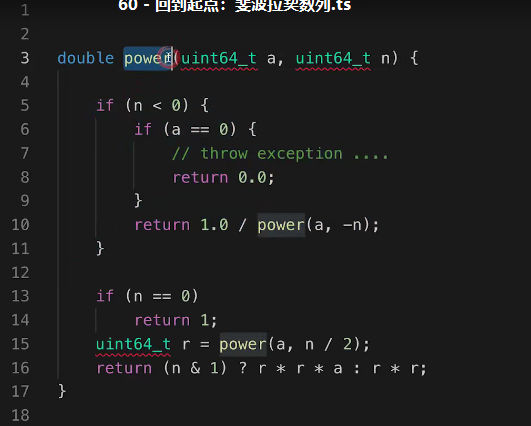 60 - 回到起点：斐波拉契数列.ts
1
2
3 double power(uint64_t a, uint64_t n) {
4
5 if (n < 0) {
6 if (a == 0) {
7 // throw exception ....
8 return 0.0;
9 }
10 return 1.0 / power(a, -n);
11 }
12
13 if (n == 0)
14 return 1;
15 uint64_t r = power(a, n / 2);
16 return (n & 1) ? r * r * a : r * r;
17 }
18